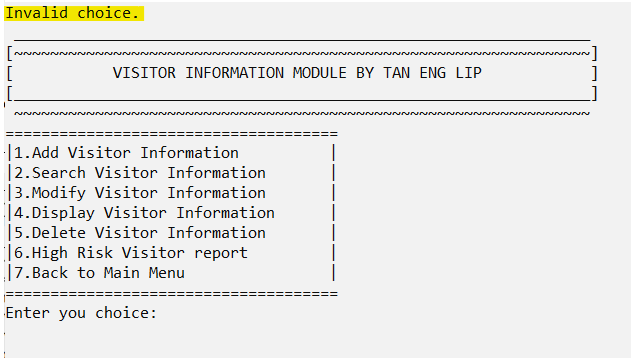 Invalid choice.
_______________________________________________________________
[~~~~~~~~~~~~~~~~~~~~~~~~~~~~~~~~~~~~~~~~~~~~~~~~~~~~~~~~~~~~~~~]
[ VISITOR INFORMATION MODULE BY TAN ENG LIP ]
[_______________________________________________________________]
~~~~~~~~~~~~~~~~~~~~~~~~~~~~~~~~~~~~~~~~~~~~~~~~~~~~~~~~~~~~~~~
=====================================
|1.Add Visitor Information |
|2.Search Visitor Information |
|3.Modify Visitor Information |
|4.Display Visitor Information |
|5.Delete Visitor Information |
|6.High Risk Visitor report |
|7.Back to Main Menu |
=====================================
Enter you choice: